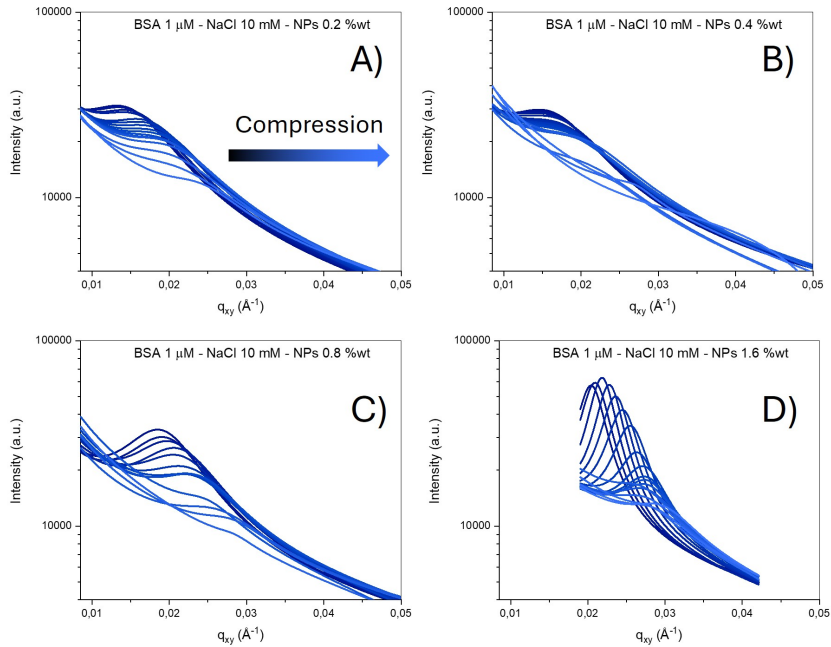 BSA 1 μM - NaCl 10 mM - NPs 0.2 %wt
A)
Compression
100000
10000
Intensity (a.u.)
0,01 0,02 0,03 0,04 0,05
qxy (Å-1)
BSA 1 μM - NaCl 10 mM - NPs 0.4 %wt
B)
100000
10000
Intensity (a.u.)
0,01 0,02 0,03 0,04 0,05
qxy (Å-1)
BSA 1 μM - NaCl 10 mM - NPs 0.8 %wt
C)
100000
10000
Intensity (a.u.)
0,01 0,02 0,03 0,04 0,05
qxy (Å-1)
BSA 1 μM - NaCl 10 mM - NPs 1.6 %wt
D)
100000
10000
Intensity (a.u.)
0,01 0,02 0,03 0,04 0,05
qxy (Å-1)